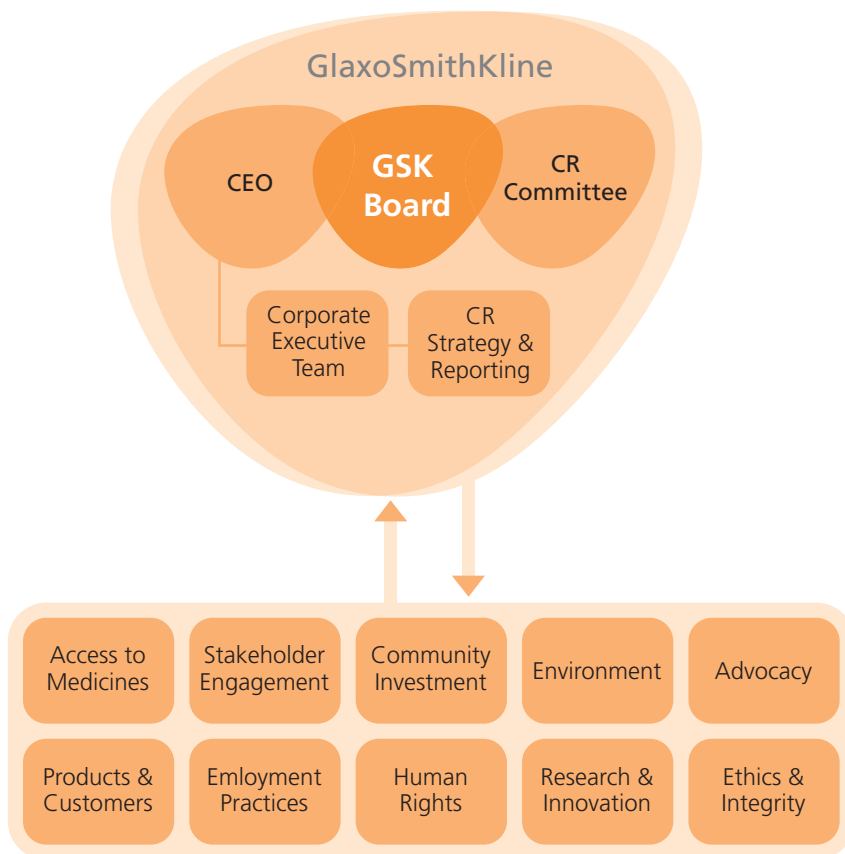 GlaxoSmithKline
CEO
GSK
Board
CR
Committee
Corporate
Executive
Team
CR
Strategy &
Reporting
Access to
Medicines
Stakeholder
Engagement
Community
Investment
Environment
Advocacy
Products &
Customers
Emloyment
Practices
Human
Rights
Research &
Innovation
Ethics &
Integrity